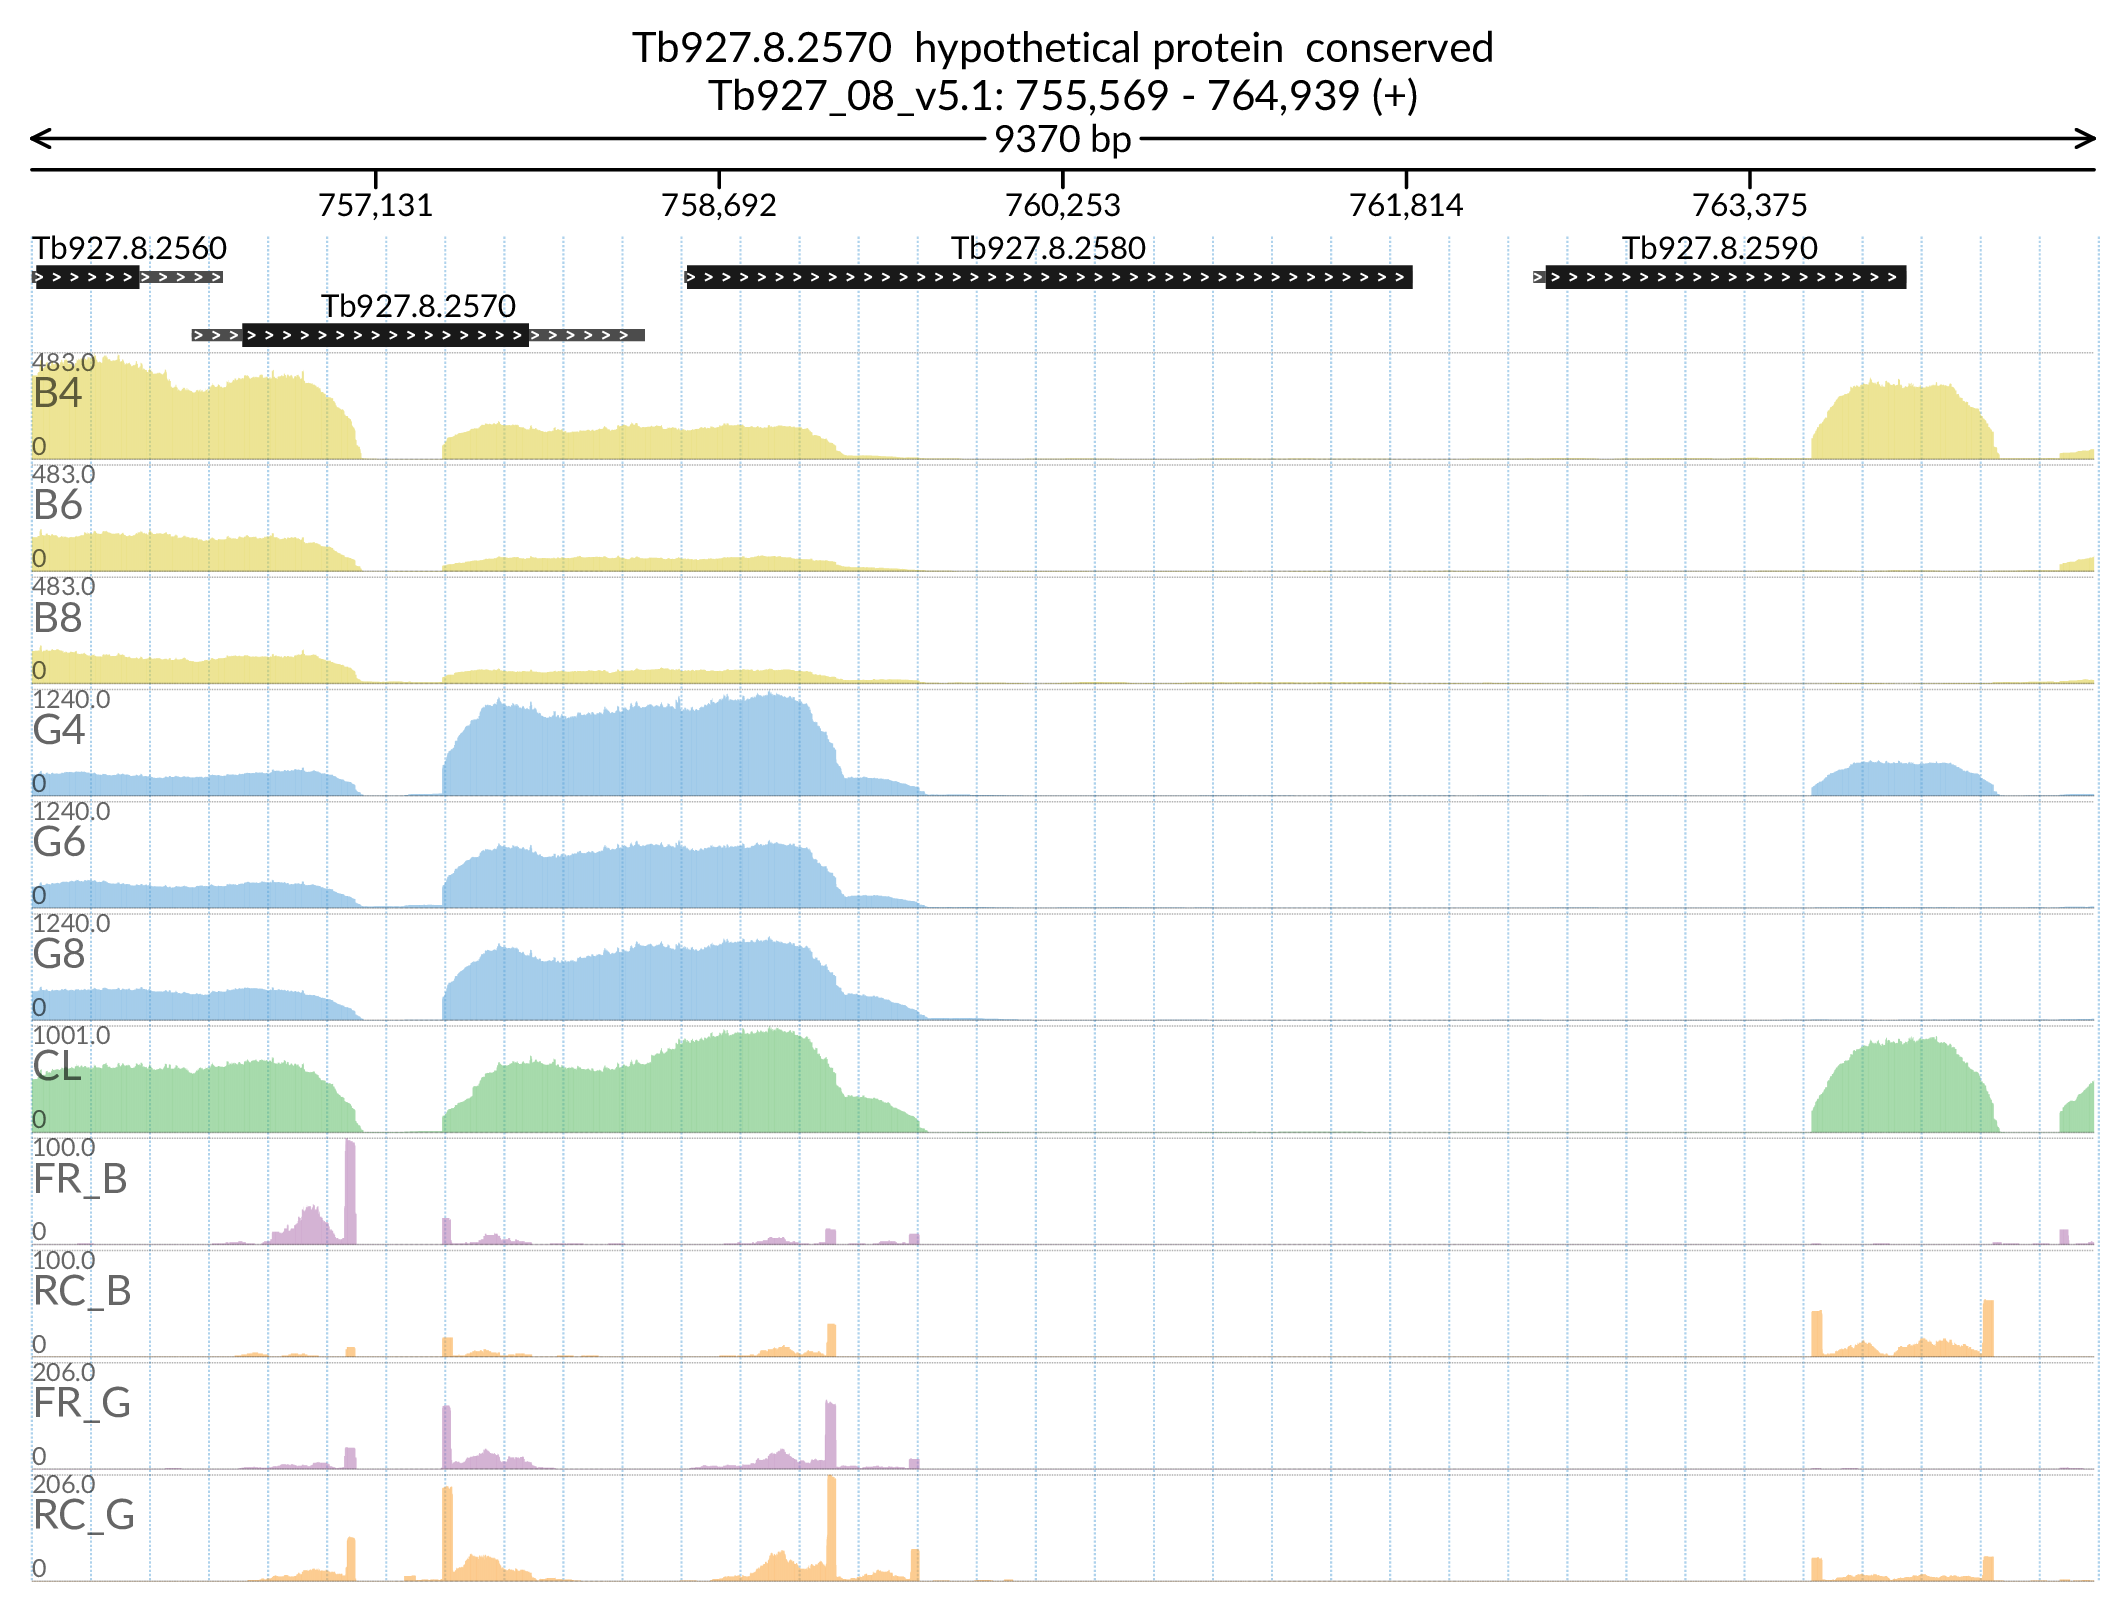 Tb927.8.2570  hypothetical protein  conserved
Tb927_08_v5.1: 755,569 - 764,939 (+)
9370 bp
757,131 758,692 760,253 761,814 763,375
Tb927.8.2560 Tb927.8.2580 Tb927.8.2590
Tb927.8.2570
483.0
B4
0
483.0
B6
0
483.0
B8
0
1240.0
G4
0
1240.0
G6
0
1240.0
G8
0
1001.0
CL
0
100.0
FR_B
0
100.0
RC_B
0
206.0
FR_G
0
206.0
RC_G
0